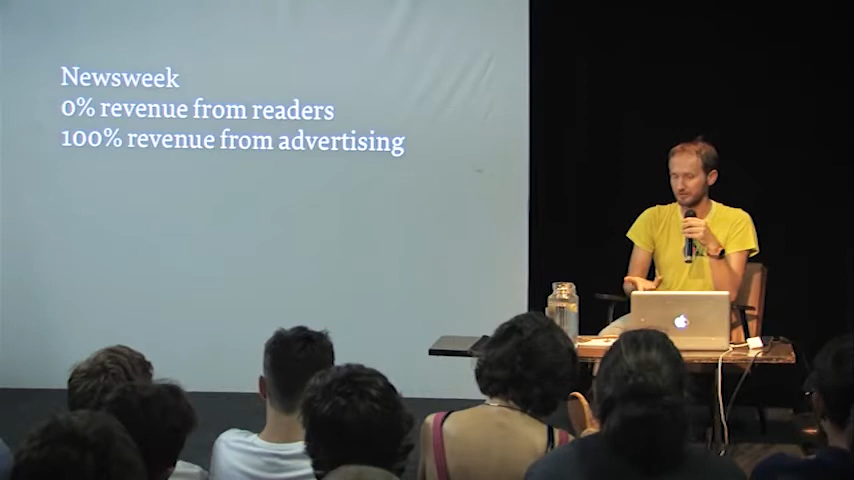 Newsweek
0% revenue from readers
100% revenue from advertising